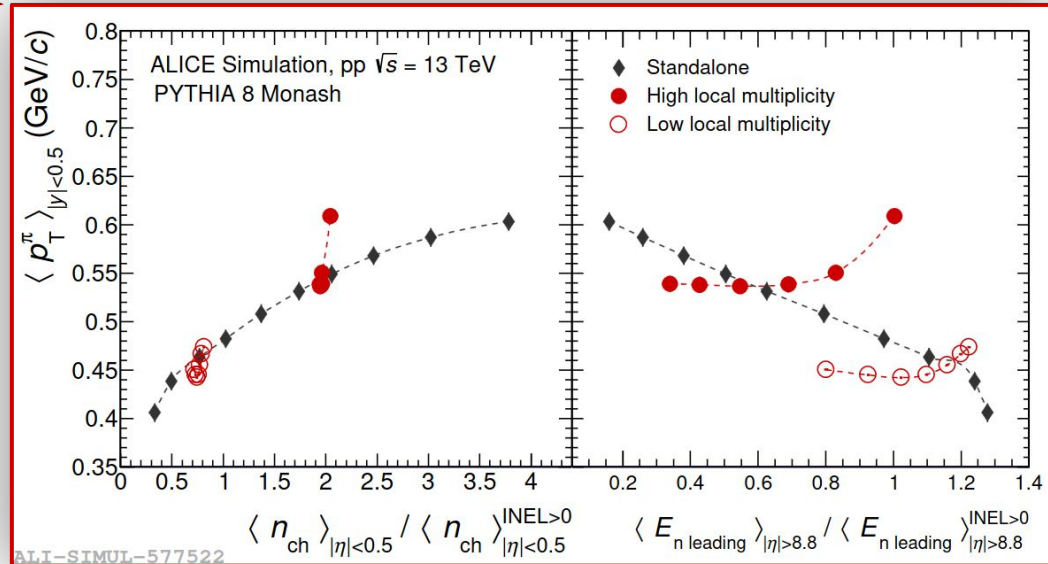 ALICE Simulation, pp √s = 13 TeV
PYTHIA 8 Monash
Standalone
High local multiplicity
Low local multiplicity
⟨ p_T^π ⟩_|y|<0.5 (GeV/c)
0.8
0.75
0.7
0.65
0.6
0.55
0.5
0.45
0.4
0.35
0 0.5 1 1.5 2 2.5 3 3.5 4
0.2 0.4 0.6 0.8 1 1.2 1.4
⟨ n_ch ⟩_|η|<0.5 / ⟨ n_ch ⟩_|η|<0.5^INEL>0
⟨ E_n leading ⟩_|η|>8.8 / ⟨ E_n leading ⟩_|η|>8.8^INEL>0
ALI-SIMUL-577522